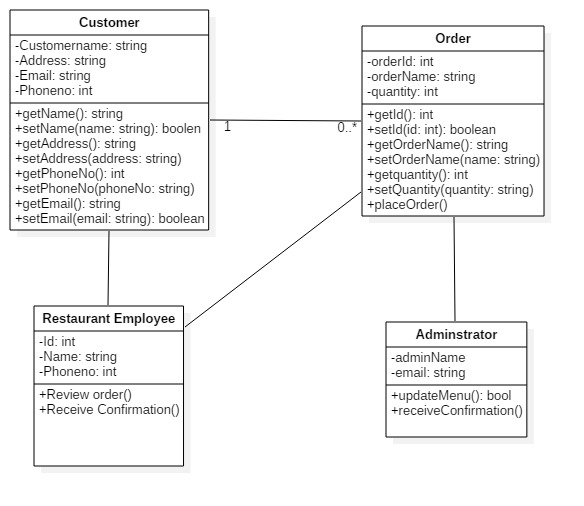 Customer
-Customername: string
-Address: string
-Email: string
-Phoneno: int
+getName(): string
+setName(name: string): boolen
+getAddress(): string
+setAddress(address: string)
+getPhoneNo(): int
+setPhoneNo(phoneNo: string)
+getEmail(): string
+setEmail(email: string): boolean
1
0..*
Order
-orderId: int
-orderName: string
-quantity: int
+getId(): int
+setId(id: int): boolean
+getOrderName(): string
+setOrderName(name: string)
+getquantity(): int
+setQuantity(quantity: string)
+placeOrder()
Restaurant Employee
-Id: int
-Name: string
-Phoneno: int
+Review order()
+Receive Confirmation()
Adminstrator
-adminName
-email: string
+updateMenu(): bool
+receiveConfirmation()